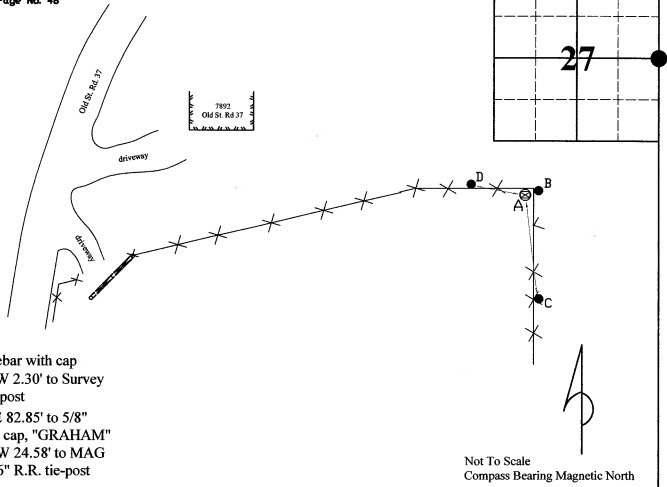 Page No. 48
27
Old St. Rd 37
7892
Old St. Rd 37
driveway
driveway
D
B
A
C
ebar with cap
W 2.30' to Survey
post
E 82.85' to 5/8"
cap, "GRAHAM"
W 24.58' to MAG
6" R.R. tie-post
Not To Scale
Compass Bearing Magnetic North